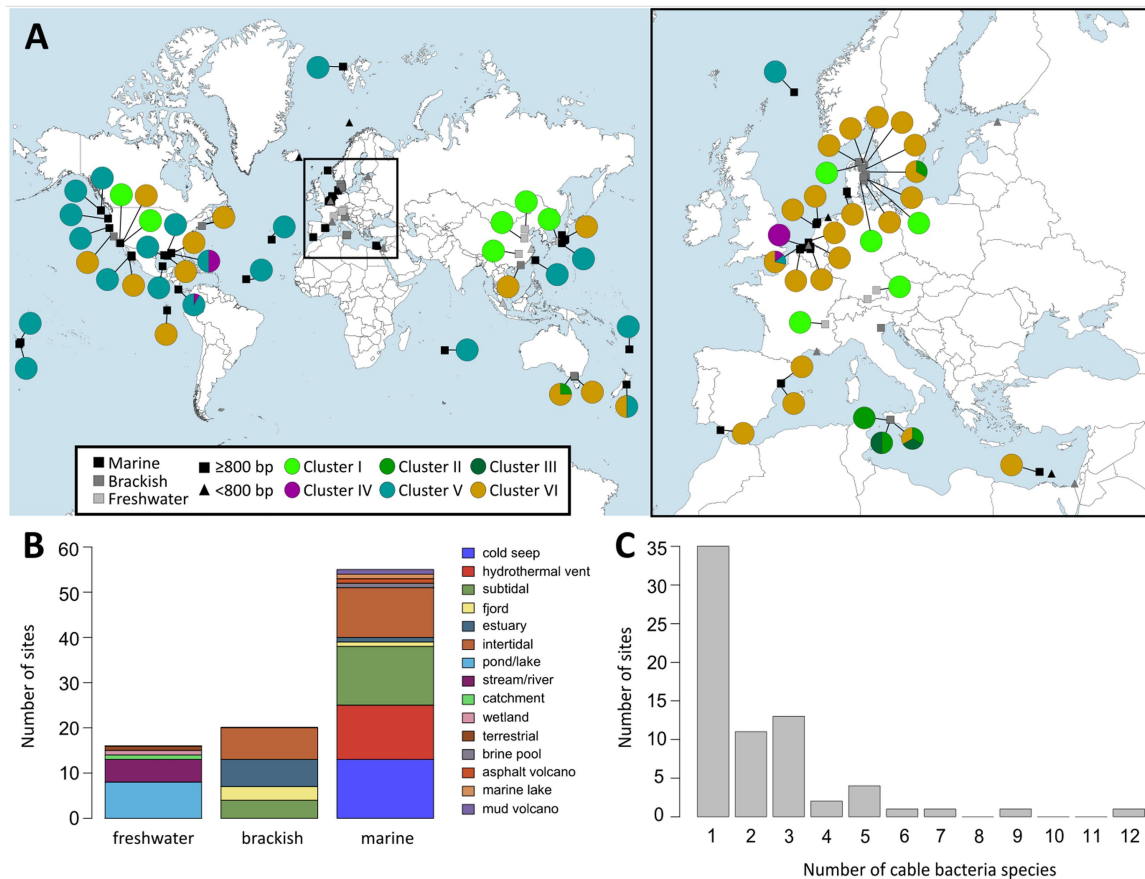 A
Marine
Brackish
Freshwater
≥800 bp
<800 bp
Cluster I
Cluster II
Cluster III
Cluster IV
Cluster V
Cluster VI
B
Number of sites
60
50
40
30
20
10
0
freshwater
brackish
marine
cold seep
hydrothermal vent
subtidal
fjord
estuary
intertidal
pond/lake
stream/river
catchment
wetland
terrestrial
brine pool
asphalt volcano
marine lake
mud volcano
C
Number of sites
35
30
25
20
15
10
5
0
1 2 3 4 5 6 7 8 9 10 11 12
Number of cable bacteria species